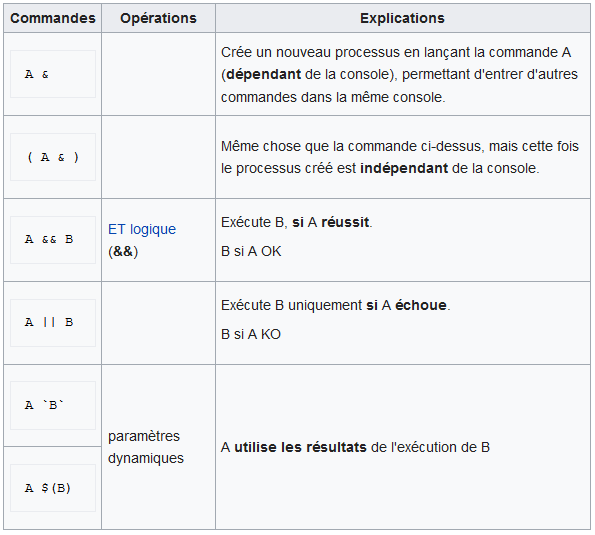 Commandes Opérations Explications
A &
Crée un nouveau processus en lançant la commande A
(dépendant de la console), permettant d'entrer d'autres
commandes dans la même console.
( A & )
Même chose que la commande ci-dessus, mais cette fois
le processus créé est indépendant de la console.
A && B
ET logique
(&&)
Exécute B, si A réussit.
B si A OK
A || B
Exécute B uniquement si A échoue.
B si A KO
A `B`
A $(B)
paramètres
dynamiques
A utilise les résultats de l'exécution de B